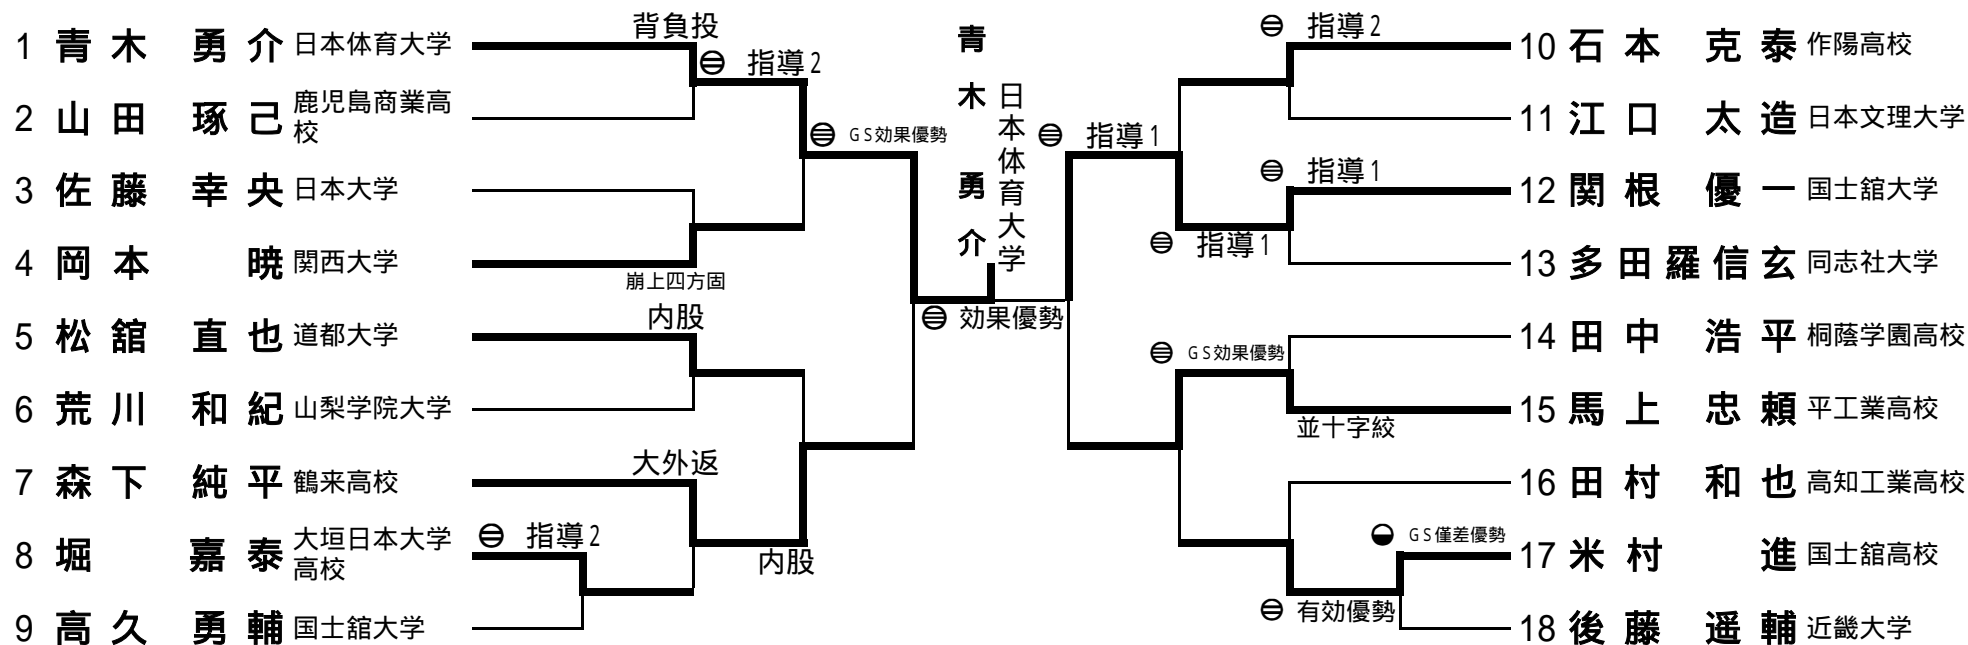 背負投
1 青木 勇介 日本体育大学
指導2
2 山田 琢己 鹿児島商業高
校
GS効果優勢
3 佐藤 幸央 日本大学
4 岡本 暁 関西大学
崩上四方固
内股
5 松舘 直也 道都大学
6 荒川 和紀 山梨学院大学
大外返
7 森下 純平 鶴来高校
指導2
8 堀 嘉泰 大垣日本大学
高校
内股
9 高久 勇輔 国士舘大学
青木 勇介
日本体育大学
効果優勢
指導2
10 石本 克泰 作陽高校
11 江口 太造 日本文理大学
指導1
指導1
12 関根 優一 国士舘大学
指導1
13 多田羅信玄 同志社大学
14 田中 浩平 桐蔭学園高校
GS効果優勢
15 馬上 忠頼 平工業高校
並十字絞
16 田村 和也 高知工業高校
GS僅差優勢
17 米村 進 国士舘高校
有効優勢
18 後藤 遥輔 近畿大学